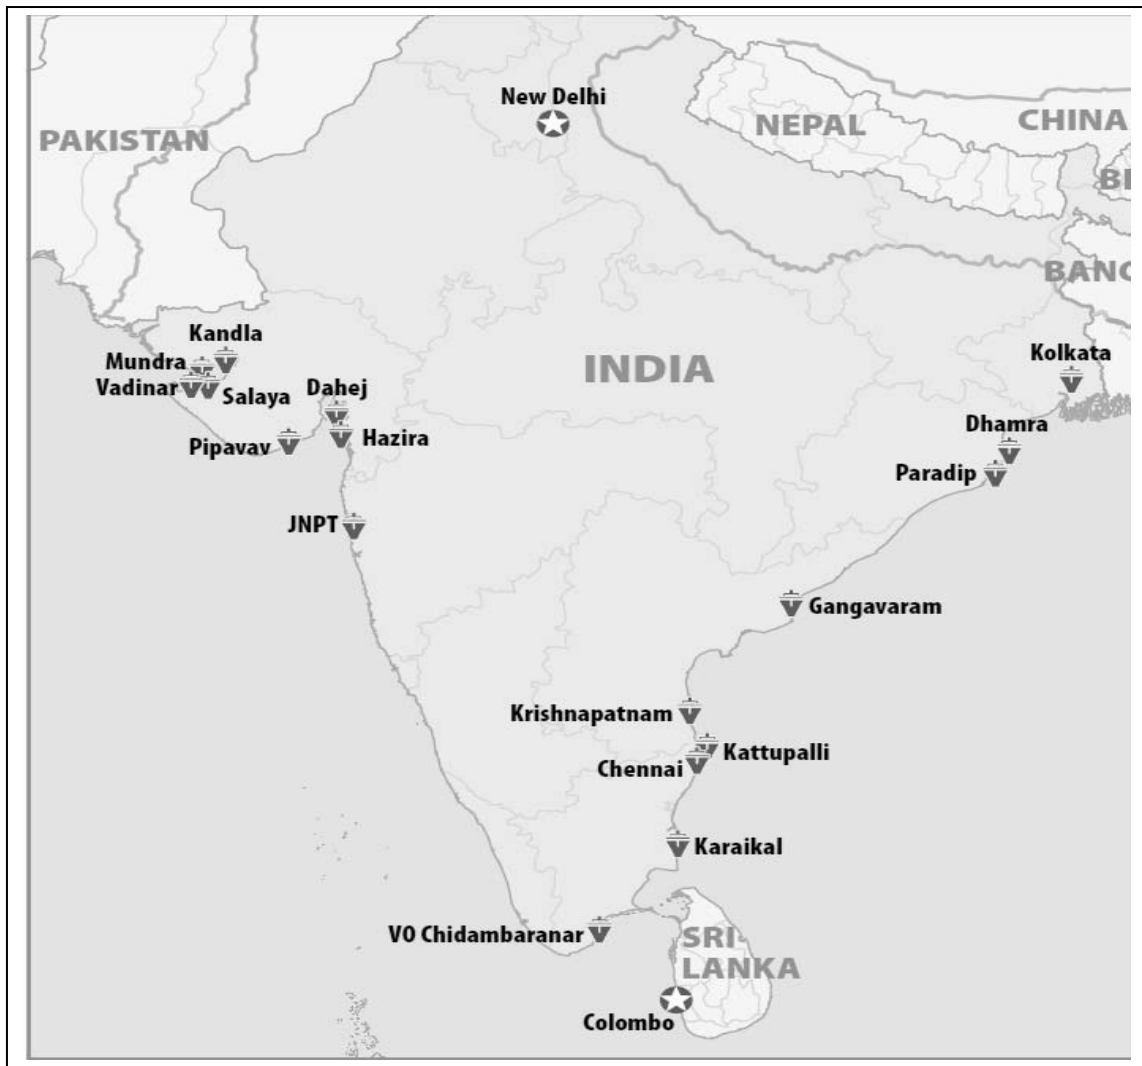 New Delhi
PAKISTAN
NEPAL
CHINA
BANG
Kandla
Mundra
Vadinar
Salaya
Dahej
Pipavav
Hazira
INDIA
Kolkata
Dhamra
Paradip
JNPT
Gangavaram
Krishnapatnam
Kattupalli
Chennai
Karaikal
VO Chidambaranar
SRI-
LANKA
Colombo